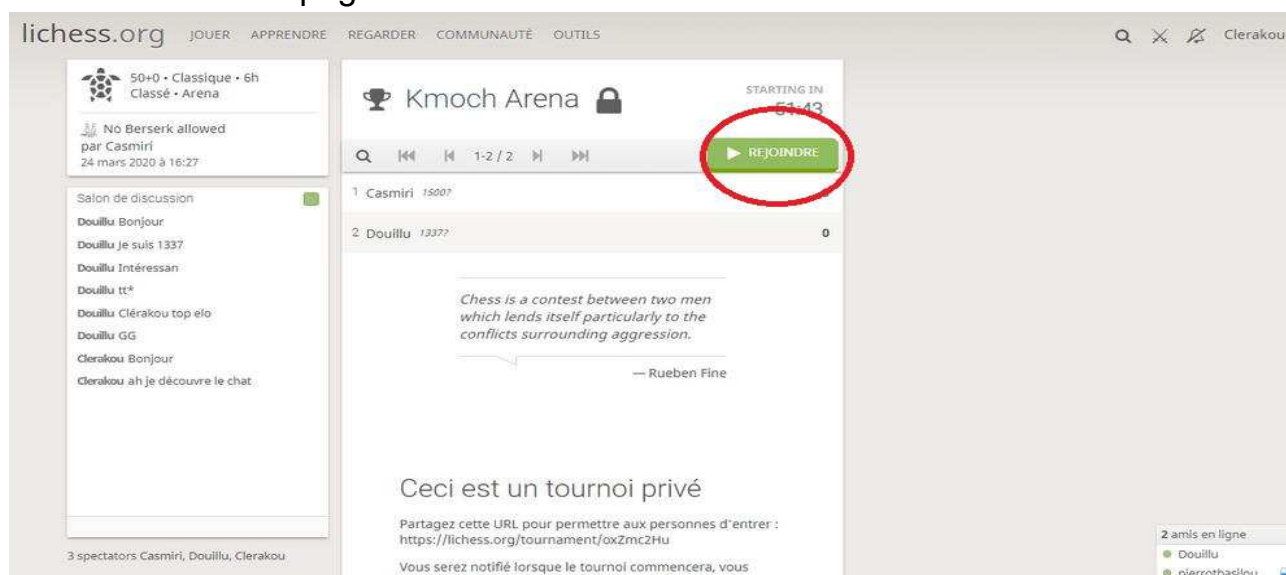 lichess.org JOUER APPRENDRE REGARDER COMMUNAUTÉ OUTILS Clerakou
50+0 • Classique • 6h
Classé • Arena
No Berserk allowed
par Casmiri
24 mars 2020 à 16:27
Salon de discussion
Douillu Bonjour
Douillu Je suis 1337
Douillu Intéressan
Douillu tt*
Douillu Clérakou top elo
Douillu GG
Clerakou Bonjour
Clerakou ah je découvre le chat
3 spectators Casmiri, Douillu, Clerakou
Kmoch Arena
STARTING IN
51:43
1-2 / 2
REJOINDRE
1 Casmiri 1500?
2 Douillu 1337? 0
Chess is a contest between two men
which lends itself particularly to the
conflicts surrounding aggression.
— Rueben Fine
Ceci est un tournoi privé
Partagez cette URL pour permettre aux personnes d'entrer :
https://lichess.org/tournament/oxZmc2Hu
Vous serez notifié lorsque le tournoi commencera, vous
2 amis en ligne
Douillu
pierrotbasilou